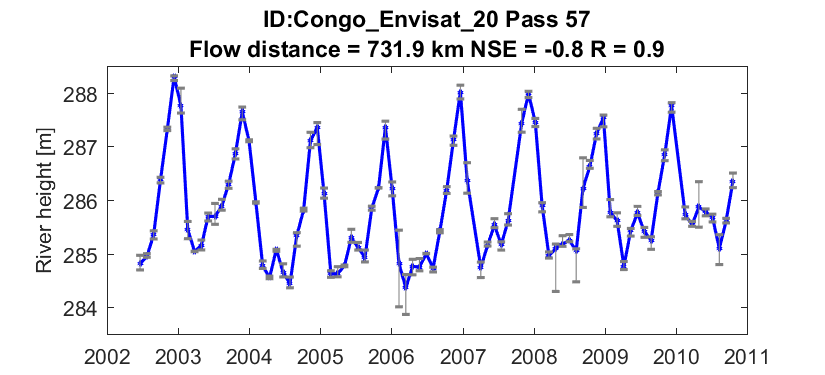 ID:Congo_Envisat_20 Pass 57
Flow distance = 731.9 km NSE = -0.8 R = 0.9
River height [m]
288
287
286
285
284
2002 2003 2004 2005 2006 2007 2008 2009 2010 2011